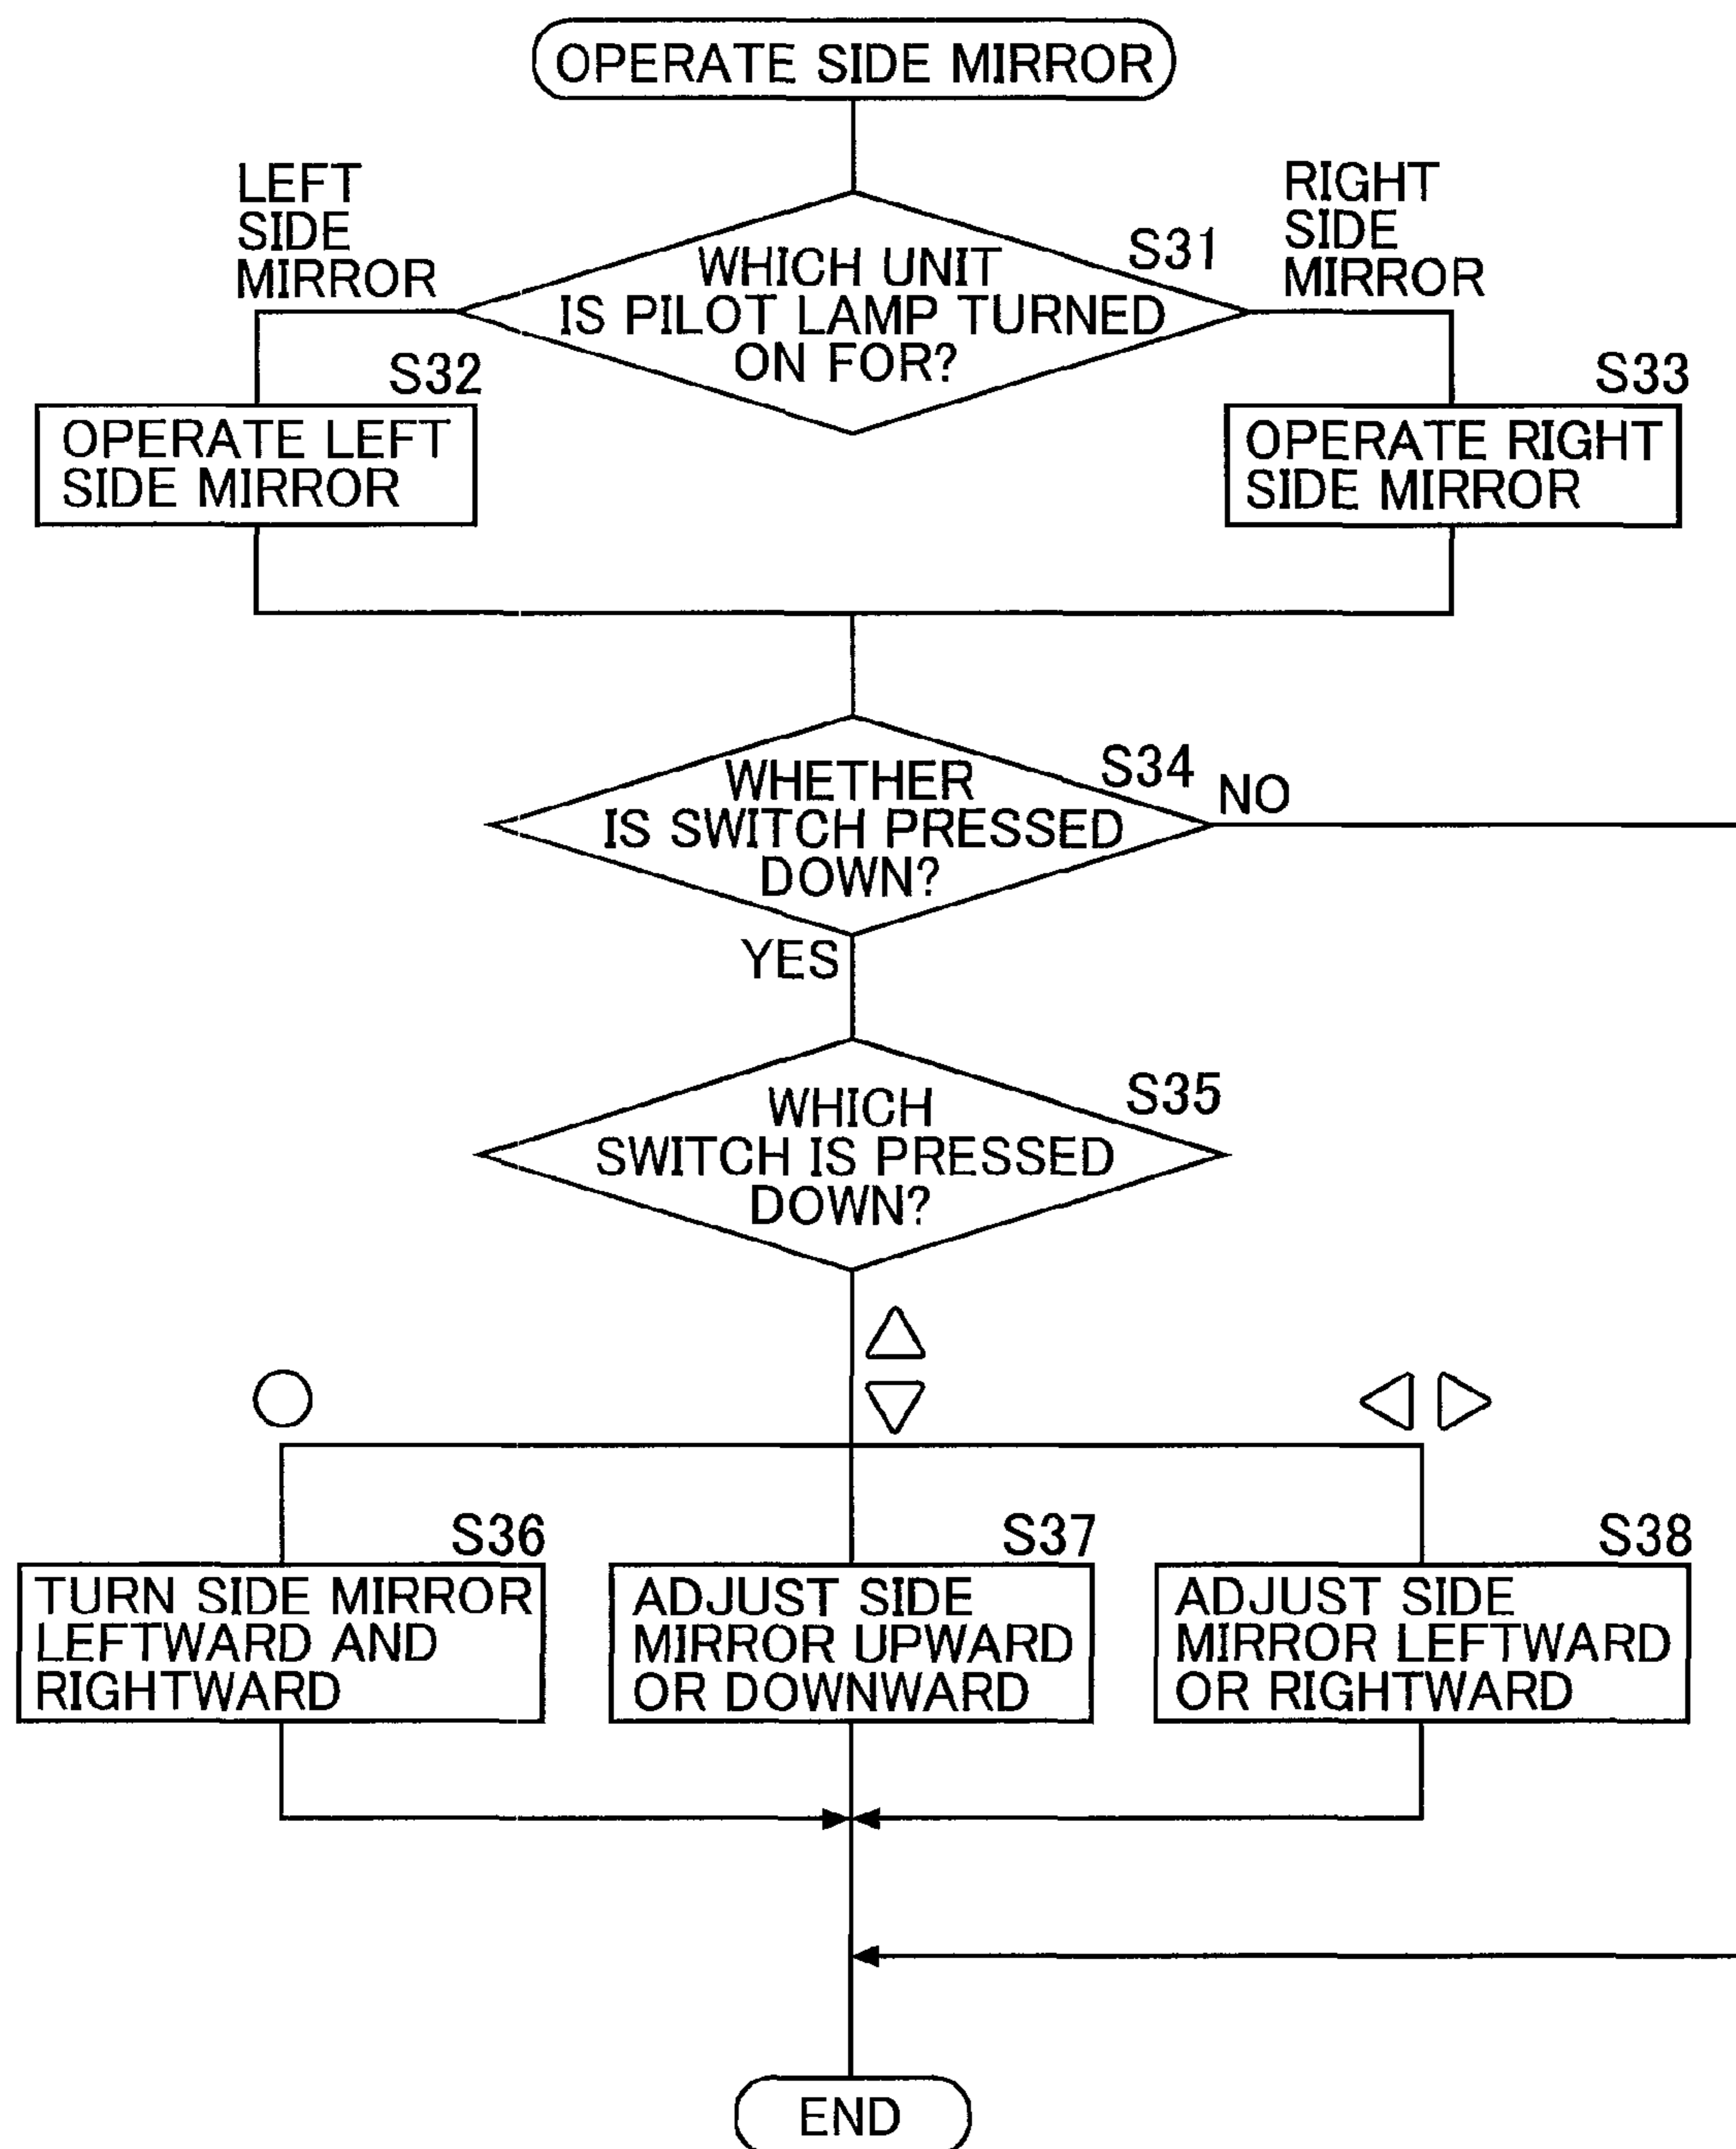 OPERATE SIDE MIRROR
LEFT
SIDE
MIRROR
WHICH UNIT
IS PILOT LAMP TURNED
ON FOR?
S31
RIGHT
SIDE
MIRROR
S32
OPERATE LEFT
SIDE MIRROR
S33
OPERATE RIGHT
SIDE MIRROR
WHETHER
IS SWITCH PRESSED
DOWN?
S34
NO
YES
WHICH
SWITCH IS PRESSED
DOWN?
S35
S36
TURN SIDE MIRROR
LEFTWARD AND
RIGHTWARD
S37
ADJUST SIDE
MIRROR UPWARD
OR DOWNWARD
S38
ADJUST SIDE
MIRROR LEFTWARD
OR RIGHTWARD
END